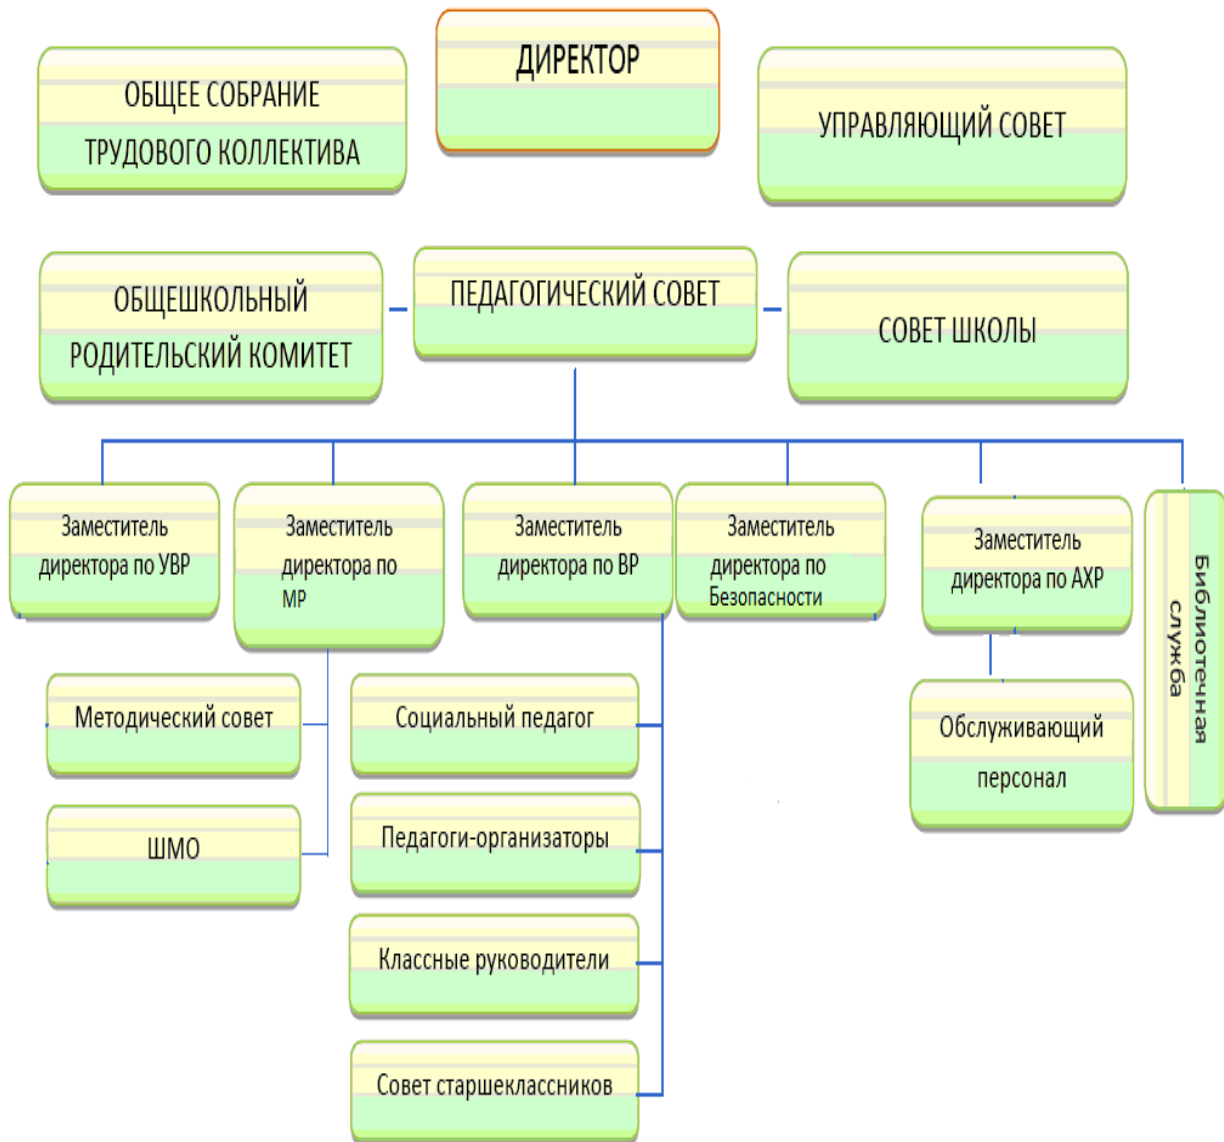 ДИРЕКТОР
ОБЩЕЕ СОБРАНИЕ
ТРУДОВОГО КОЛЛЕКТИВА
УПРАВЛЯЮЩИЙ СОВЕТ
ОБЩЕШКОЛЬНЫЙ
РОДИТЕЛЬСКИЙ КОМИТЕТ
ПЕДАГОГИЧЕСКИЙ СОВЕТ
СОВЕТ ШКОЛЫ
Заместитель
директора по УВР
Заместитель
директора по
МР
Заместитель
директора по ВР
Заместитель
директора по
Безопасности
Заместитель
директора по АХР
Библиотечная
служба
Методический совет
ШМО
Социальный педагог
Педагоги-организаторы
Классные руководители
Совет старшеклассников
Обслуживающий
персонал